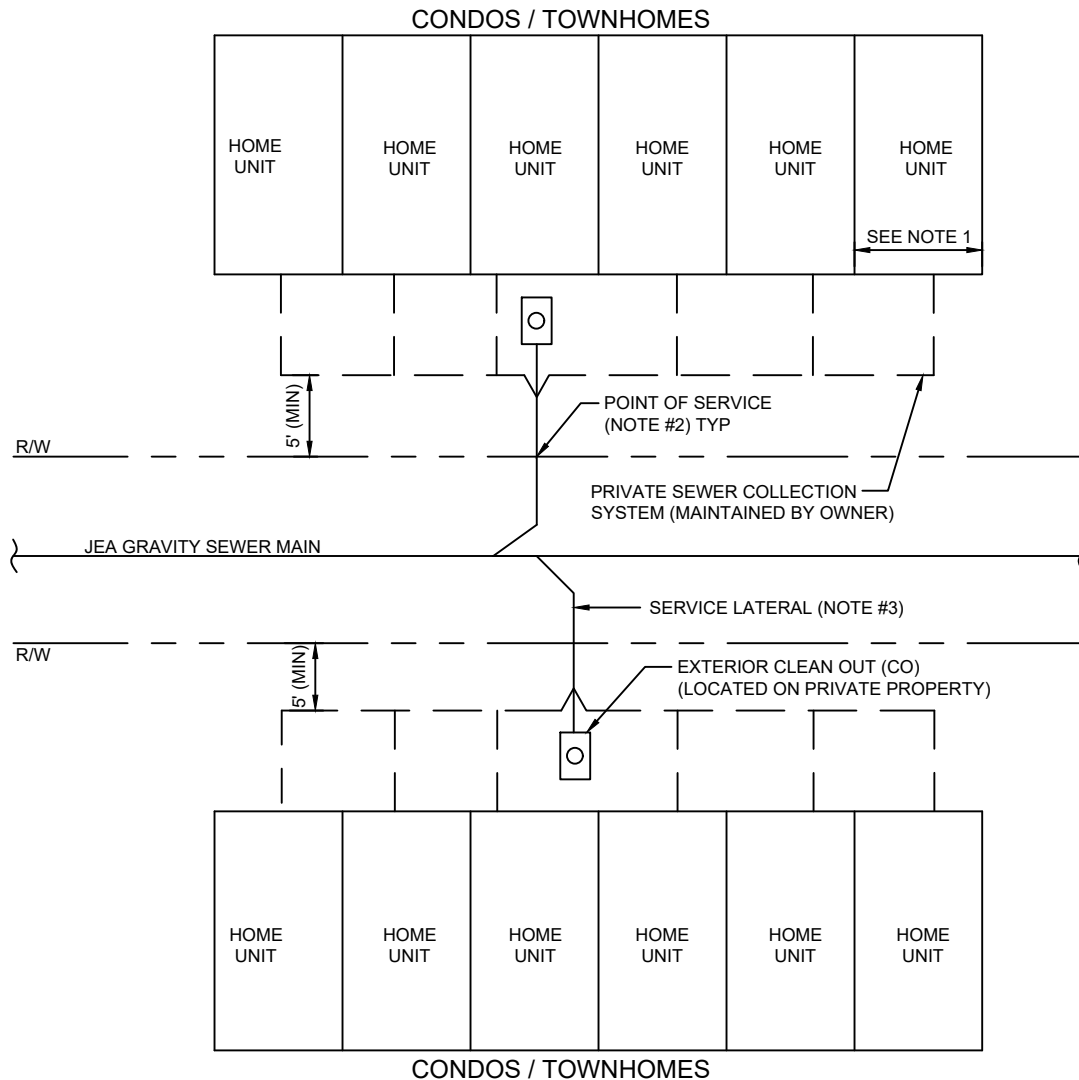 CONDOS / TOWNHOMES
HOME
UNIT
HOME
UNIT
HOME
UNIT
HOME
UNIT
HOME
UNIT
HOME
UNIT
SEE NOTE 1
5' (MIN)
POINT OF SERVICE
(NOTE #2) TYP
R/W
PRIVATE SEWER COLLECTION
SYSTEM (MAINTAINED BY OWNER)
JEA GRAVITY SEWER MAIN
SERVICE LATERAL (NOTE #3)
R/W
5' (MIN)
EXTERIOR CLEAN OUT (CO)
(LOCATED ON PRIVATE PROPERTY)
HOME
UNIT
HOME
UNIT
HOME
UNIT
HOME
UNIT
HOME
UNIT
HOME
UNIT
CONDOS / TOWNHOMES